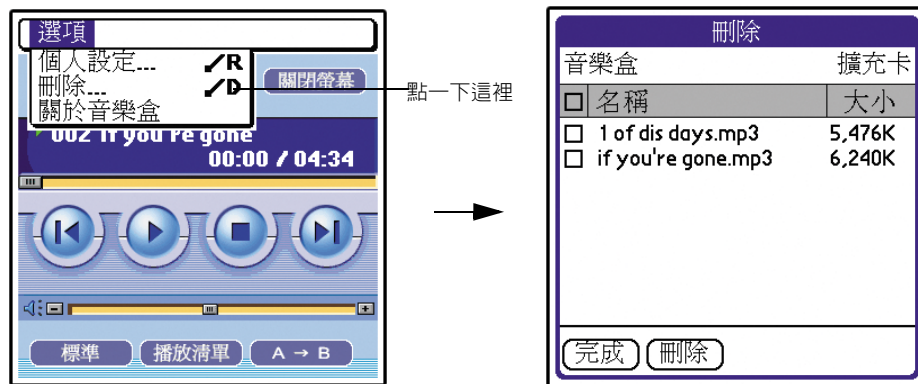 選項
個人設定... ⁄R
刪除... ⁄D
關於音樂盒
關閉螢幕
002 If you're gone
00:00 / 04:34
標準
播放清單
A → B
點一下這裡
刪除
音樂盒 擴充卡
名稱 大小
1 of dis days.mp3 5,476K
if you're gone.mp3 6,240K
完成 刪除